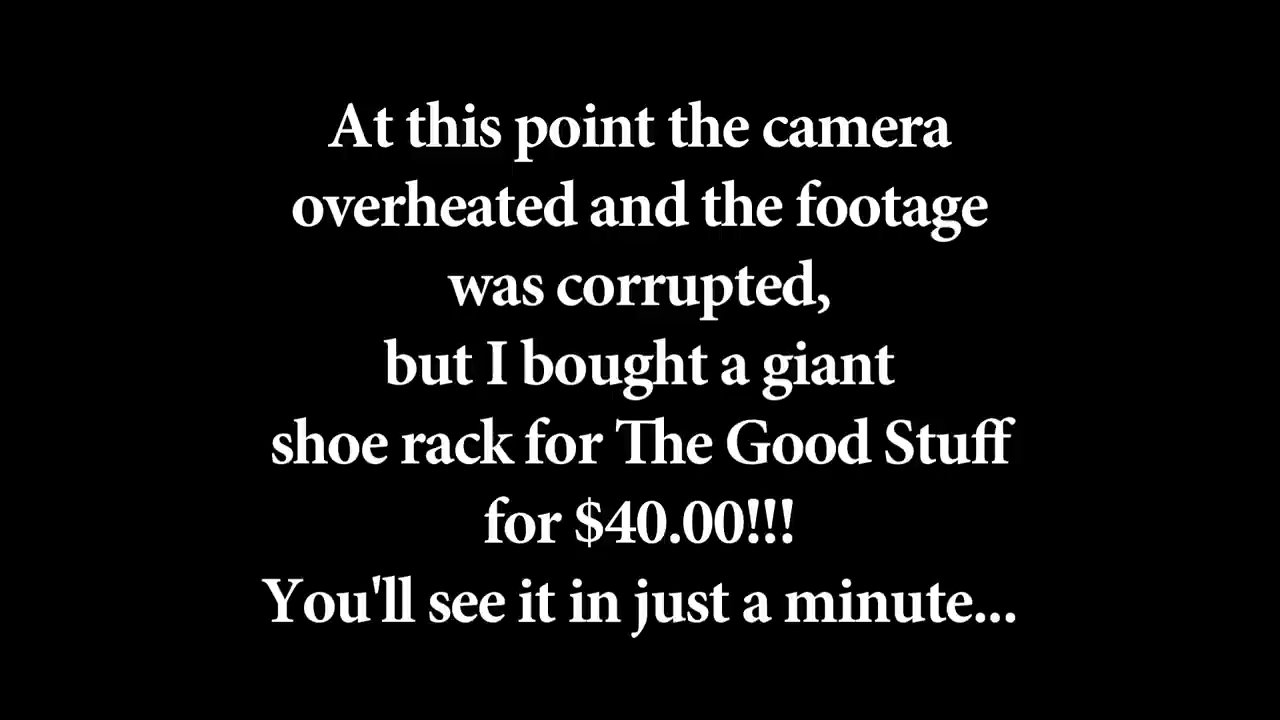 At this point the camera
overheated and the footage
was corrupted,
but I bought a giant
shoe rack for The Good Stuff
for $40.00!!!
You'll see it in just a minute...